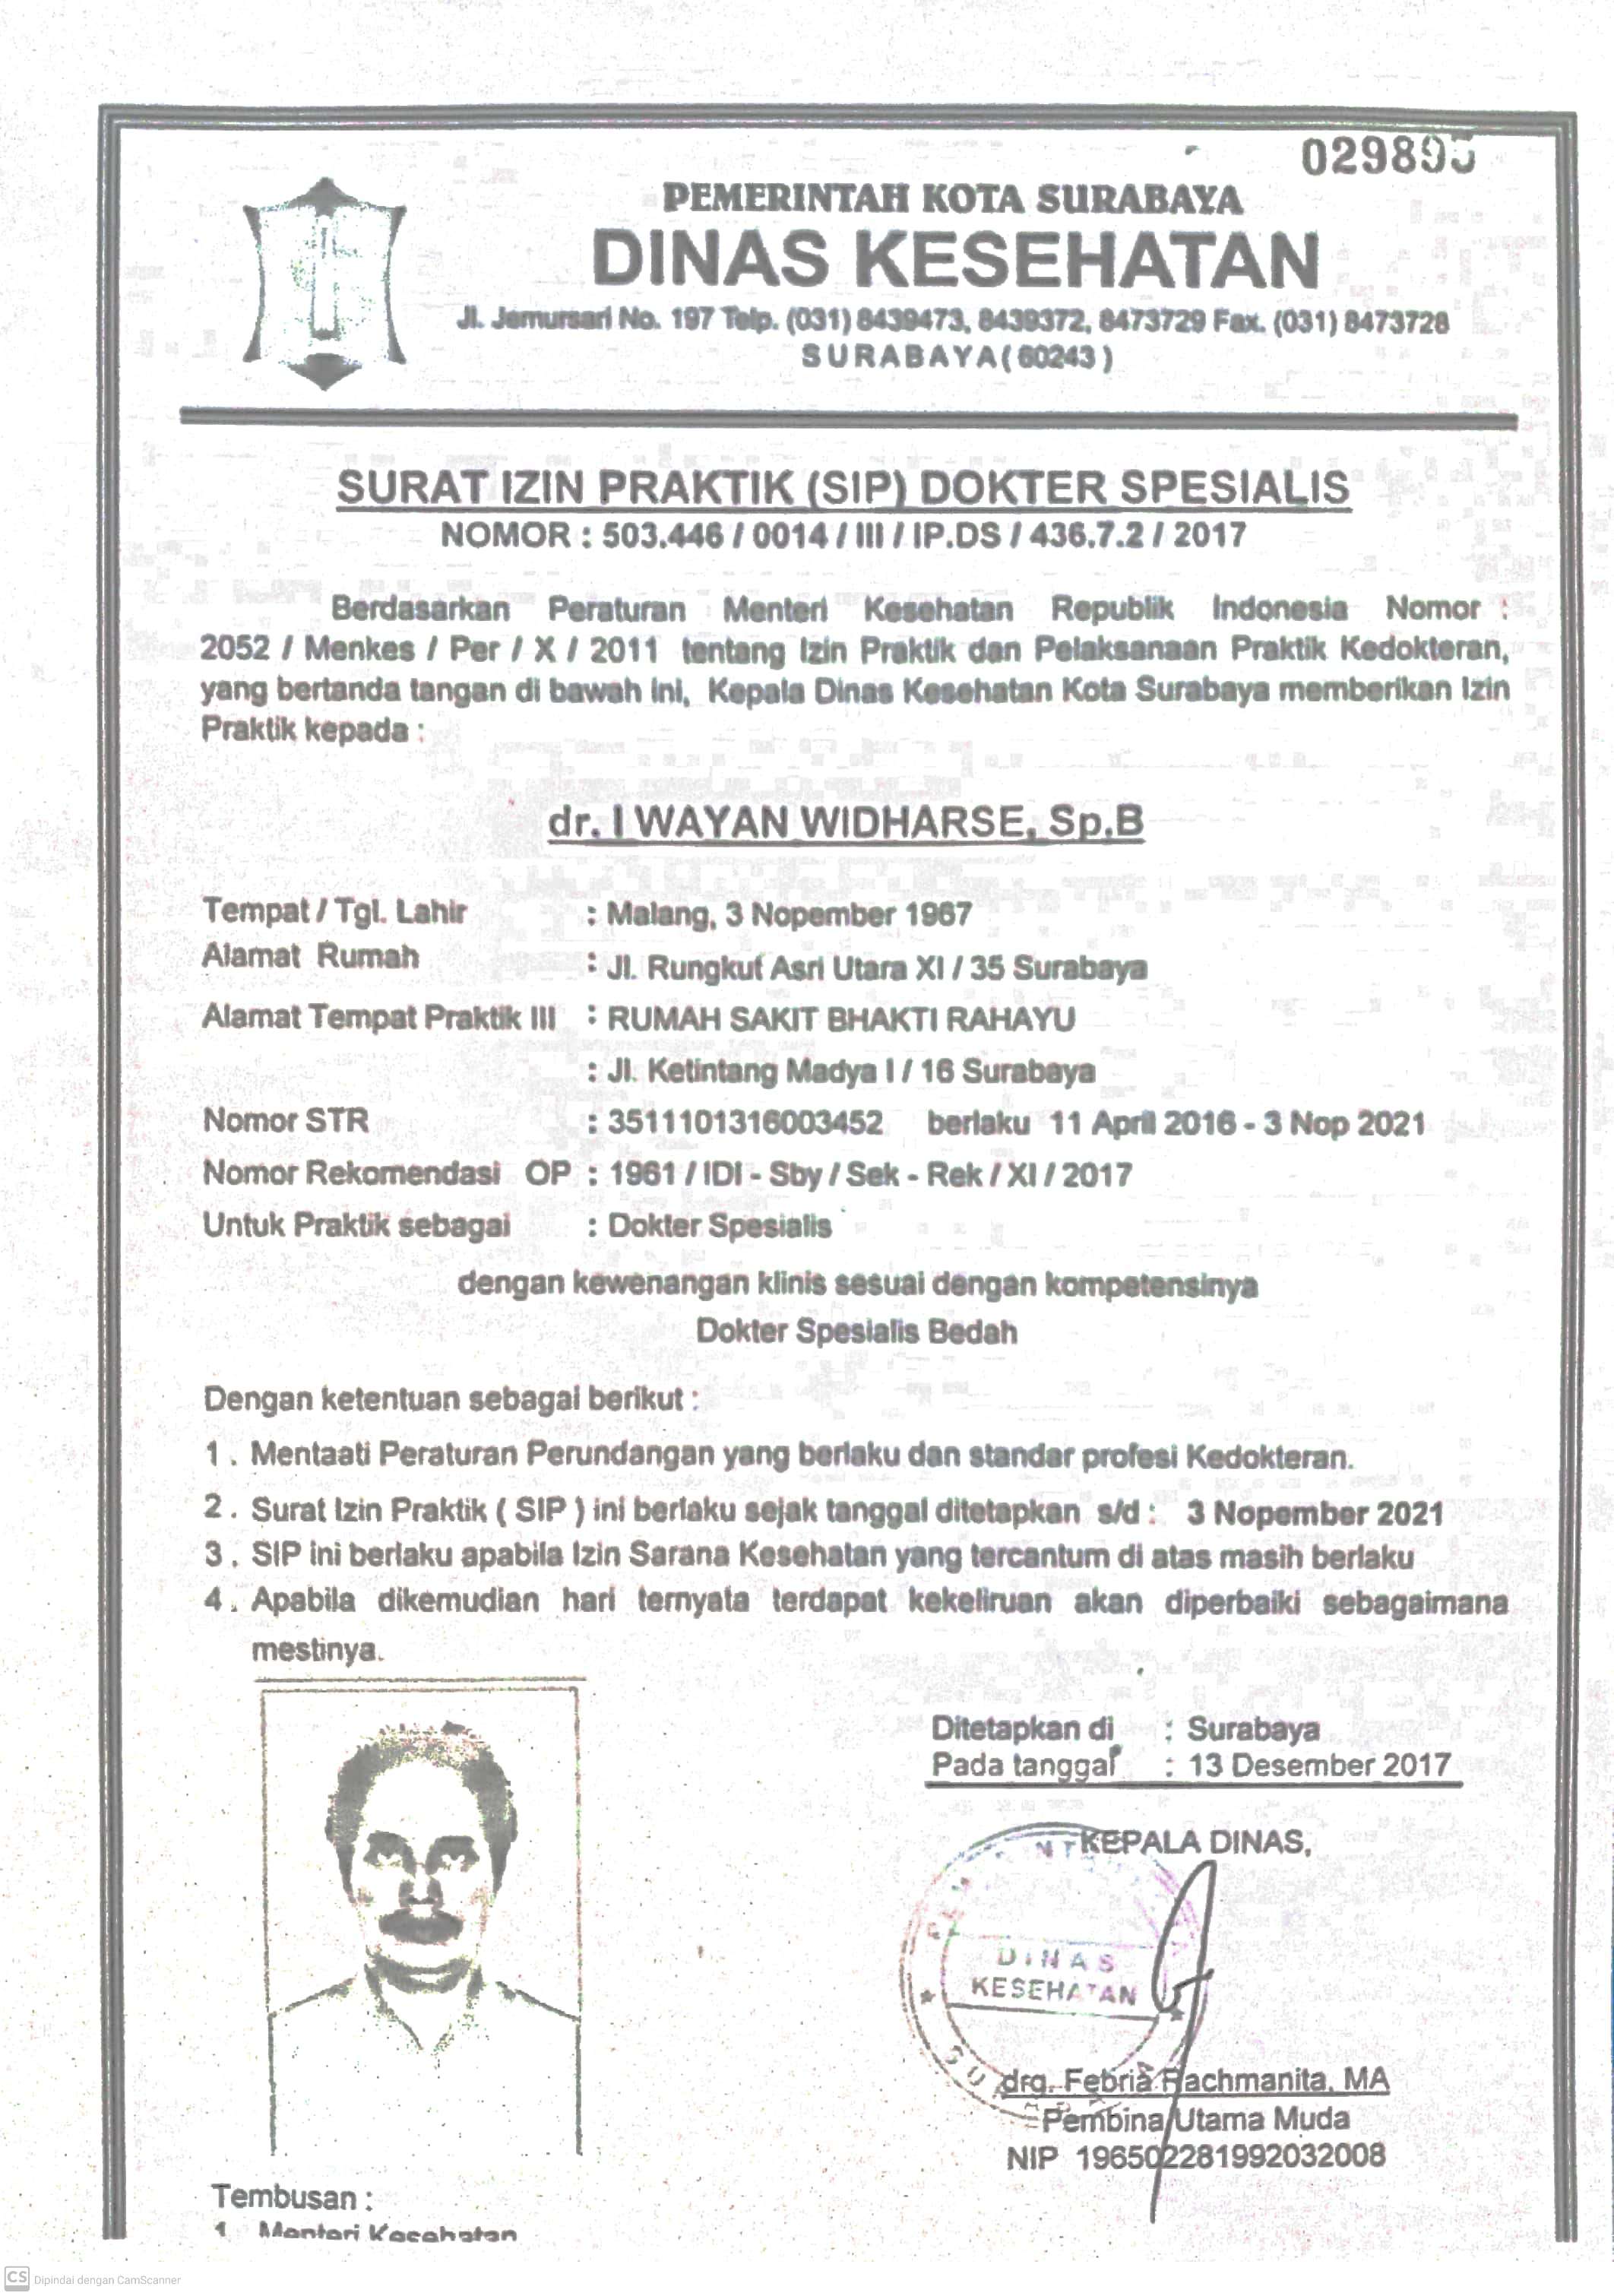 PEMERINTAH KOTA SURABAYA
DINAS KESEHATAN
Jl. Jemursari No. 197 Telp. (031) 8439473, 8439372, 8473729 Fax. (031) 8473728
SURABAYA ( 60243 )
SURAT IZIN PRAKTIK (SIP) DOKTER SPESIALIS
NOMOR : 503.446 / 0014 / III / IP.DS / 436.7.2 / 2017
Berdasarkan Peraturan Menteri Kesehatan Republik Indonesia Nomor :
2052 / Menkes / Per / X / 2011 tentang Izin Praktik dan Pelaksanaan Praktik Kedokteran,
yang bertanda tangan di bawah ini, Kepala Dinas Kesehatan Kota Surabaya memberikan Izin
Praktik kepada :
dr. I WAYAN WIDHARSE, Sp.B
Tempat / Tgl. Lahir : Malang, 3 Nopember 1967
Alamat Rumah : Jl. Rungkut Asri Utara XI / 35 Surabaya
Alamat Tempat Praktik III : RUMAH SAKIT BHAKTI RAHAYU
: Jl. Ketintang Madya I / 16 Surabaya
Nomor STR : 3511101316003452 berlaku 11 April 2016 - 3 Nop 2021
Nomor Rekomendasi OP : 1961 / IDI - Sby / Sek - Rek / XI / 2017
Untuk Praktik sebagai : Dokter Spesialis
dengan kewenangan klinis sesuai dengan kompetensinya
Dokter Spesialis Bedah
Dengan ketentuan sebagai berikut :
1 . Mentaati Peraturan Perundangan yang berlaku dan standar profesi Kedokteran.
2 . Surat Izin Praktik ( SIP ) ini berlaku sejak tanggal ditetapkan s/d : 3 Nopember 2021
3 . SIP ini berlaku apabila Izin Sarana Kesehatan yang tercantum di atas masih berlaku
4 . Apabila dikemudian hari ternyata terdapat kekeliruan akan diperbaiki sebagaimana
mestinya.
Ditetapkan di : Surabaya
Pada tanggal : 13 Desember 2017
KEPALA DINAS,
DINAS
KESEHATAN
drg. Febria Rachmanita, MA
Pembina Utama Muda
NIP 196502281992032008
Tembusan :
1. Menteri Kesehatan
CS Dipindai dengan CamScanner